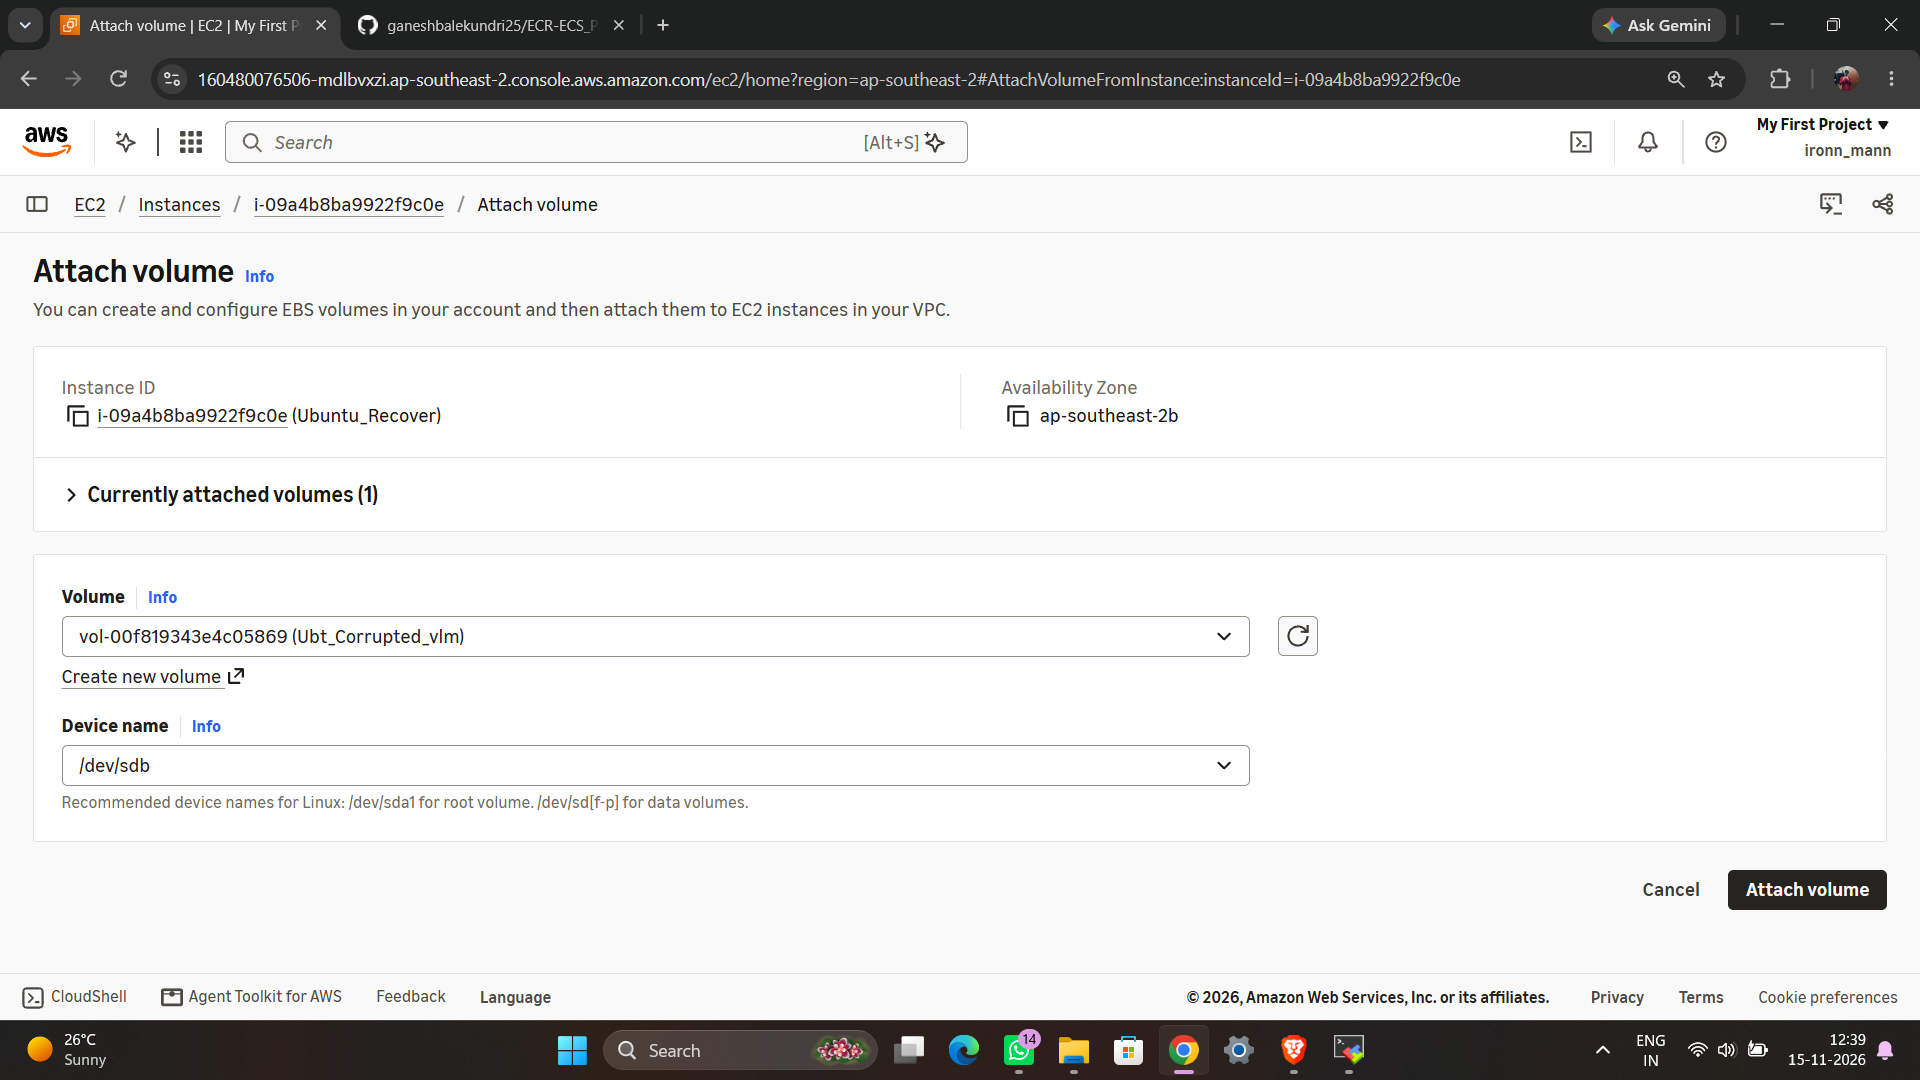 Attach volume | EC2 | My First P
ganeshbalekundri25/ECR-ECS_P
Ask Gemini
160480076506-mdlbvxzi.ap-southeast-2.console.aws.amazon.com/ec2/home?region=ap-southeast-2#AttachVolumeFromInstance:instanceId=i-09a4b8ba9922f9c0e
aws
Search
[Alt+S]
My First Project
ironn_mann
EC2 / Instances / i-09a4b8ba9922f9c0e / Attach volume
Attach volume Info
You can create and configure EBS volumes in your account and then attach them to EC2 instances in your VPC.
Instance ID
i-09a4b8ba9922f9c0e (Ubuntu_Recover)
Availability Zone
ap-southeast-2b
Currently attached volumes (1)
Volume Info
vol-00f819343e4c05869 (Ubt_Corrupted_vlm)
Create new volume
Device name Info
/dev/sdb
Recommended device names for Linux: /dev/sda1 for root volume. /dev/sd[f-p] for data volumes.
Cancel
Attach volume
CloudShell
Agent Toolkit for AWS
Feedback
Language
© 2026, Amazon Web Services, Inc. or its affiliates.
Privacy
Terms
Cookie preferences
26°C
Sunny
Search
14
ENG
IN
12:39
15-11-2026